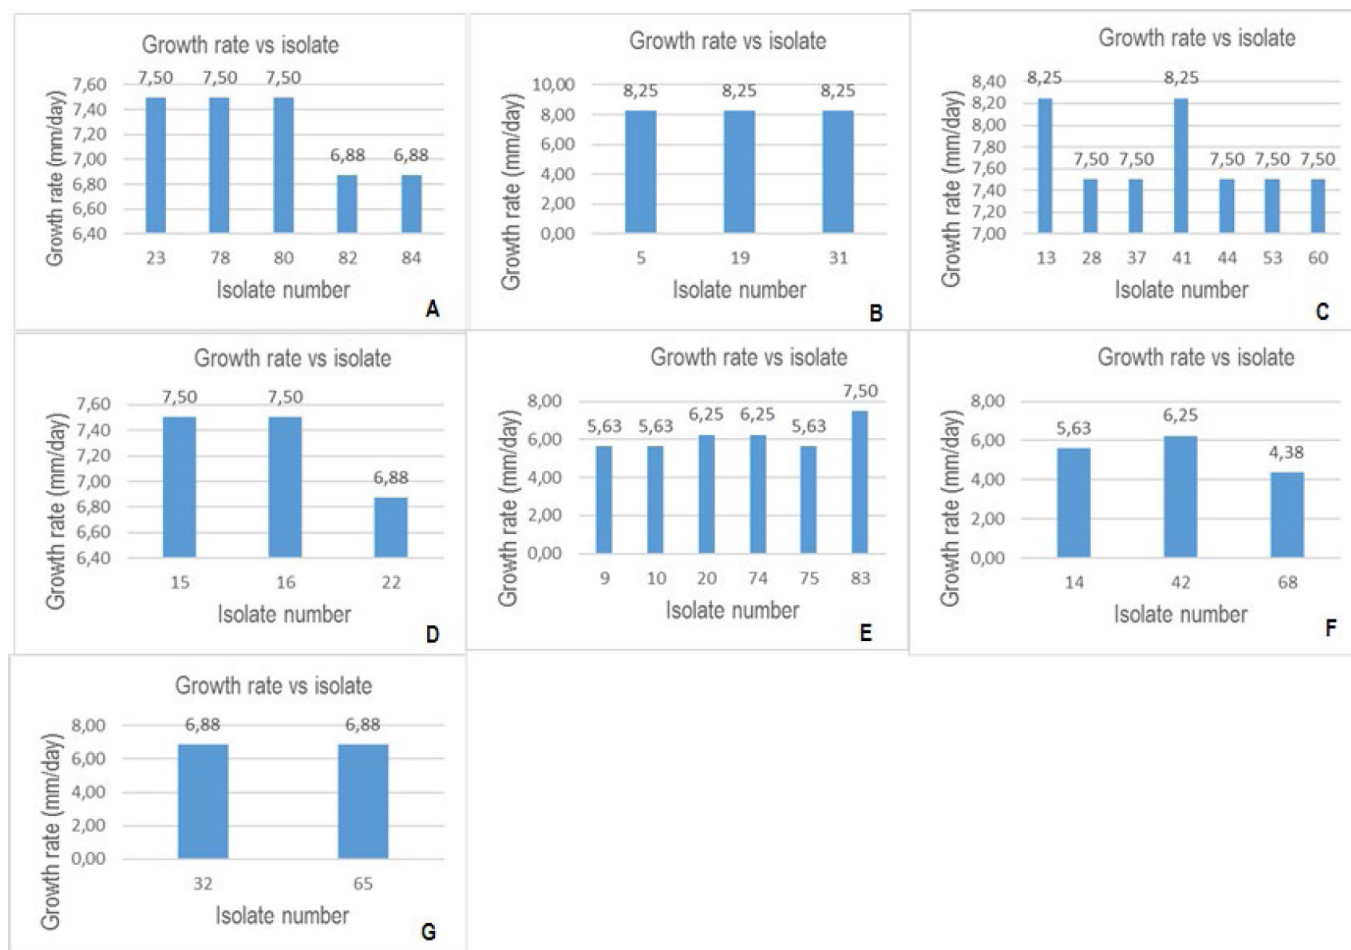 Growth rate vs isolate
Growth rate (mm/day)
7,60
7,40
7,20
7,00
6,80
6,60
6,40
7,50 7,50 7,50 6,88 6,88
23 78 80 82 84
Isolate number
A
Growth rate vs isolate
Growth rate (mm/day)
10,00
8,00
6,00
4,00
2,00
0,00
8,25 8,25 8,25
5 19 31
Isolate number
B
Growth rate vs isolate
Growth rate (mm/day)
8,40
8,20
8,00
7,80
7,60
7,40
7,20
7,00
8,25 7,50 7,50 8,25 7,50 7,50 7,50
13 28 37 41 44 53 60
Isolate number
C
Growth rate vs isolate
Growth rate (mm/day)
7,60
7,40
7,20
7,00
6,80
6,60
6,40
7,50 7,50 6,88
15 16 22
Isolate number
D
Growth rate vs isolate
Growth rate (mm/day)
8,00
6,00
4,00
2,00
0,00
5,63 5,63 6,25 6,25 5,63 7,50
9 10 20 74 75 83
Isolate number
E
Growth rate vs isolate
Growth rate (mm/day)
8,00
6,00
4,00
2,00
0,00
5,63 6,25 4,38
14 42 68
Isolate number
F
Growth rate vs isolate
Growth rate (mm/day)
8,00
6,00
4,00
2,00
0,00
6,88 6,88
32 65
Isolate number
G